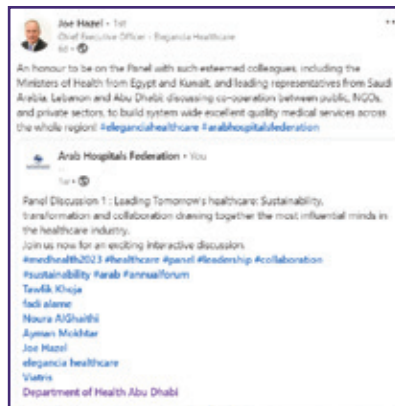 Joe Hazel • 1st
Chief Executive Officer - Elegancia Healthcare
6d •
An honour to be on the Panel with such esteemed colleagues, including the
Ministers of Health from Egypt and Kuwait, and leading representatives from Saudi
Arabia, Lebanon and Abu Dhabi; discussing co-operation between public, NGOs,
and private sectors, to build system wide excellent quality medical services across
the whole region! #eleganciahealthcare #arabhospitalsfederation
Arab Hospitals Federation • You
1w •
Panel Discussion 1 : Leading Tomorrow's healthcare: Sustainability,
transformation and collaboration drawing together the most influential minds in
the healthcare industry.
Join us now for an exciting interactive discussion.
#medhealth2023 #healthcare #panel #leadership #collaboration
#sustainability #arab #annualforum
Tawfik Khoja
fadi alame
Noura AlGhaithi
Ayman Mokhtar
Joe Hazel
elegancia healthcare
Viatris
Department of Health Abu Dhabi